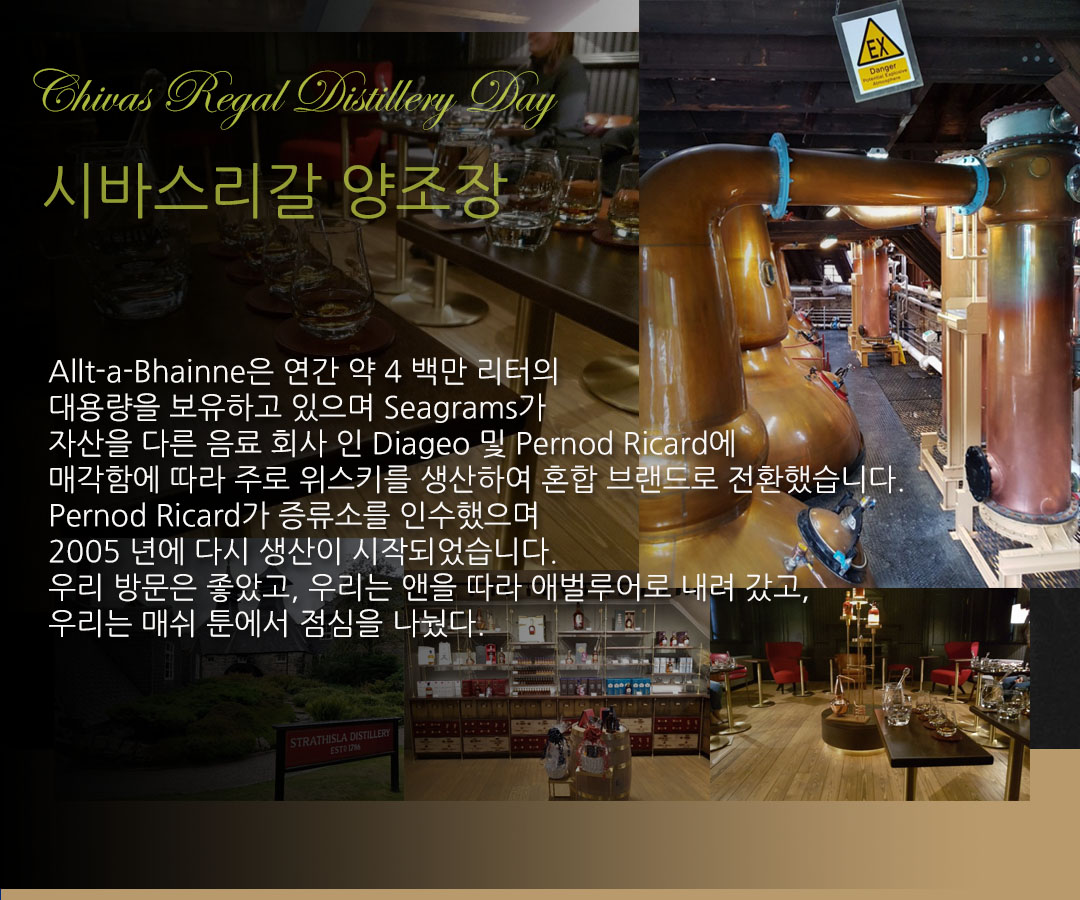 EX
Danger
Potential Explosive
Atmosphere
Chivas Regal Distillery Day
시바스리갈 양조장
Allt-a-Bhainne은 연간 약 4 백만 리터의
대용량을 보유하고 있으며 Seagrams가
자산을 다른 음료 회사 인 Diageo 및 Pernod Ricard에
매각함에 따라 주로 위스키를 생산하여 혼합 브랜드로 전환했습니다.
Pernod Ricard가 증류소를 인수했으며
2005 년에 다시 생산이 시작되었습니다.
우리 방문은 좋았고, 우리는 앤을 따라 애벌루어로 내려 갔고,
우리는 매쉬 툰에서 점심을 나눴다.
STRATHISLA DISTILLERY
ESTD 1786